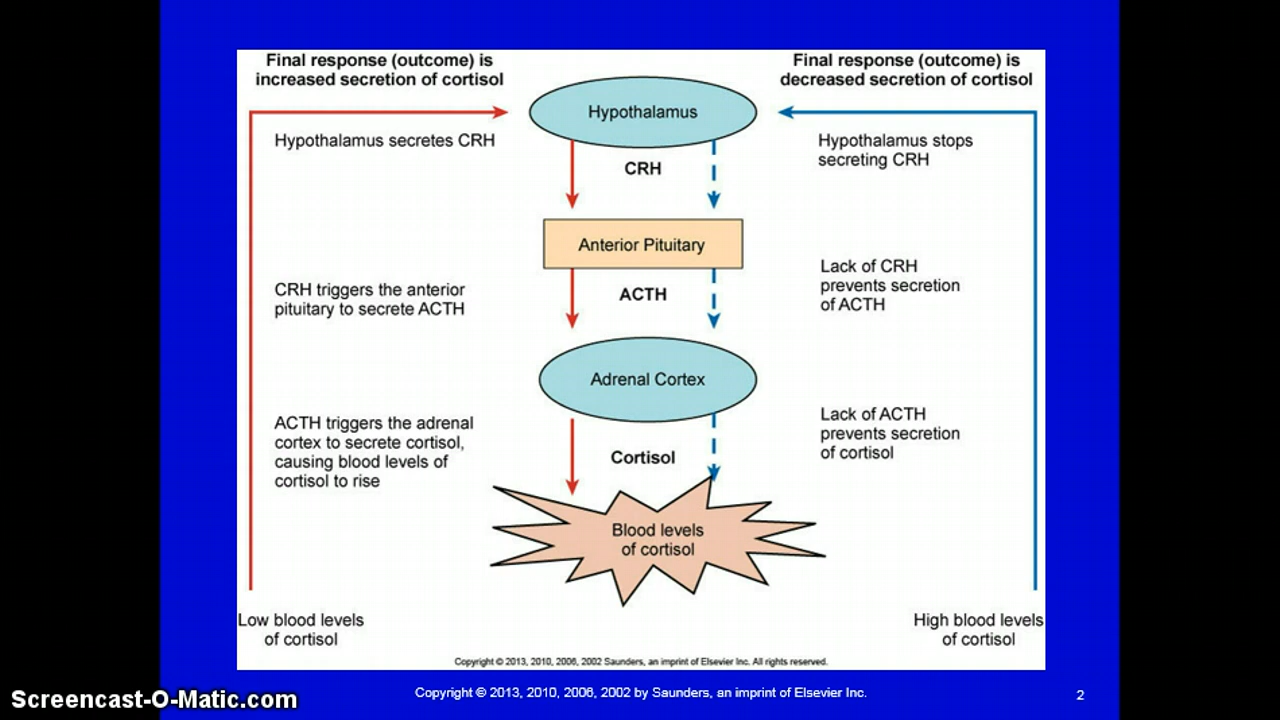 Final response (outcome) is
increased secretion of cortisol
Final response (outcome) is
decreased secretion of cortisol
Hypothalamus
Hypothalamus secretes CRH
Hypothalamus stops
secreting CRH
CRH
Anterior Pituitary
CRH triggers the anterior
pituitary to secrete ACTH
ACTH
Lack of CRH
prevents secretion
of ACTH
Adrenal Cortex
ACTH triggers the adrenal
cortex to secrete cortisol,
causing blood levels of
cortisol to rise
Cortisol
Lack of ACTH
prevents secretion
of cortisol
Blood levels
of cortisol
Low blood levels
of cortisol
High blood levels
of cortisol
Copyright © 2013, 2010, 2006, 2002 Saunders, an imprint of Elsevier Inc. All rights reserved.
Copyright © 2013, 2010, 2006, 2002 by Saunders, an imprint of Elsevier Inc.
2
Screencast-O-Matic.com